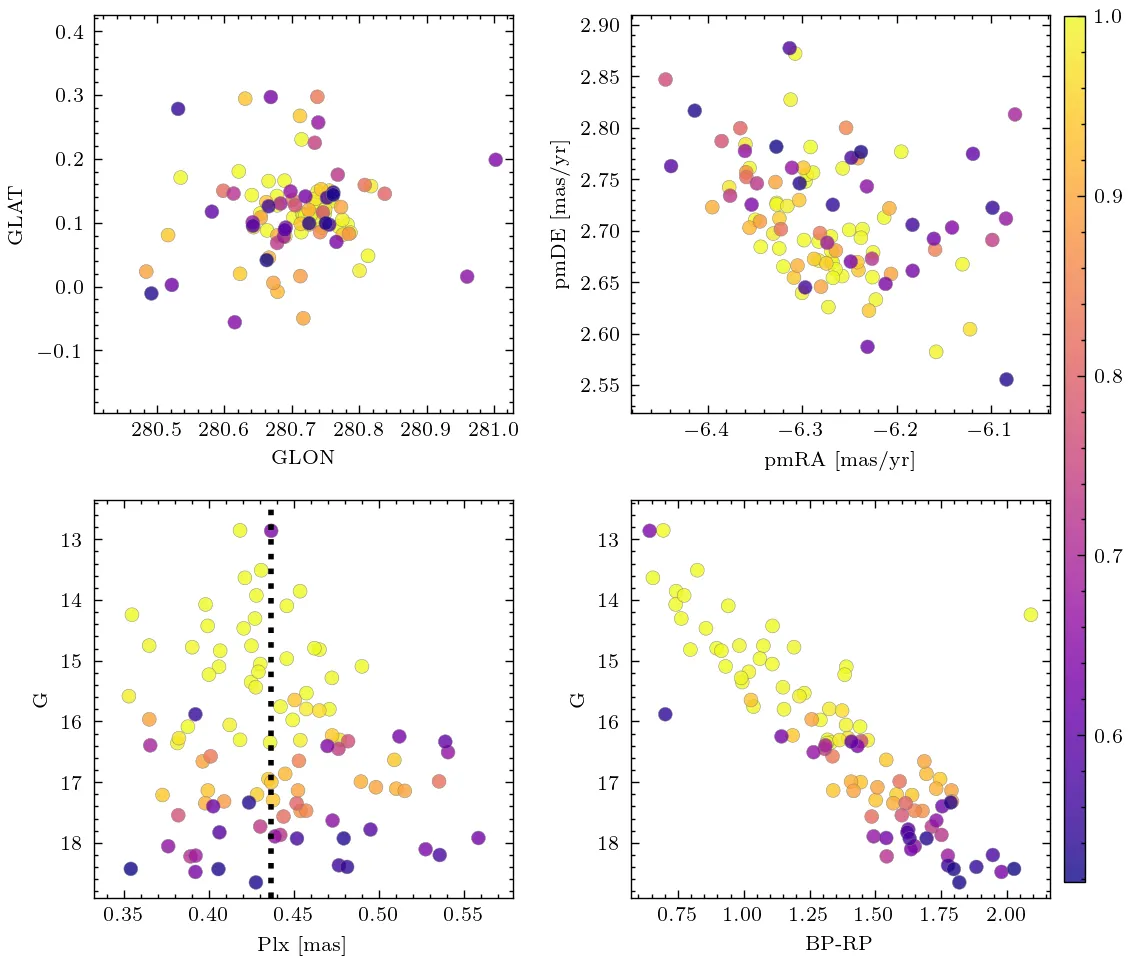 0.4
0.3
0.2
0.1
0.0
−0.1
GLAT
280.5 280.6 280.7 280.8 280.9 281.0
GLON
2.90
2.85
2.80
2.75
2.70
2.65
2.60
2.55
pmDE [mas/yr]
−6.4 −6.3 −6.2 −6.1
pmRA [mas/yr]
1.0
0.9
0.8
0.7
0.6
13
14
15
16
17
18
G
0.35 0.40 0.45 0.50 0.55
Plx [mas]
13
14
15
16
17
18
G
0.75 1.00 1.25 1.50 1.75 2.00
BP-RP